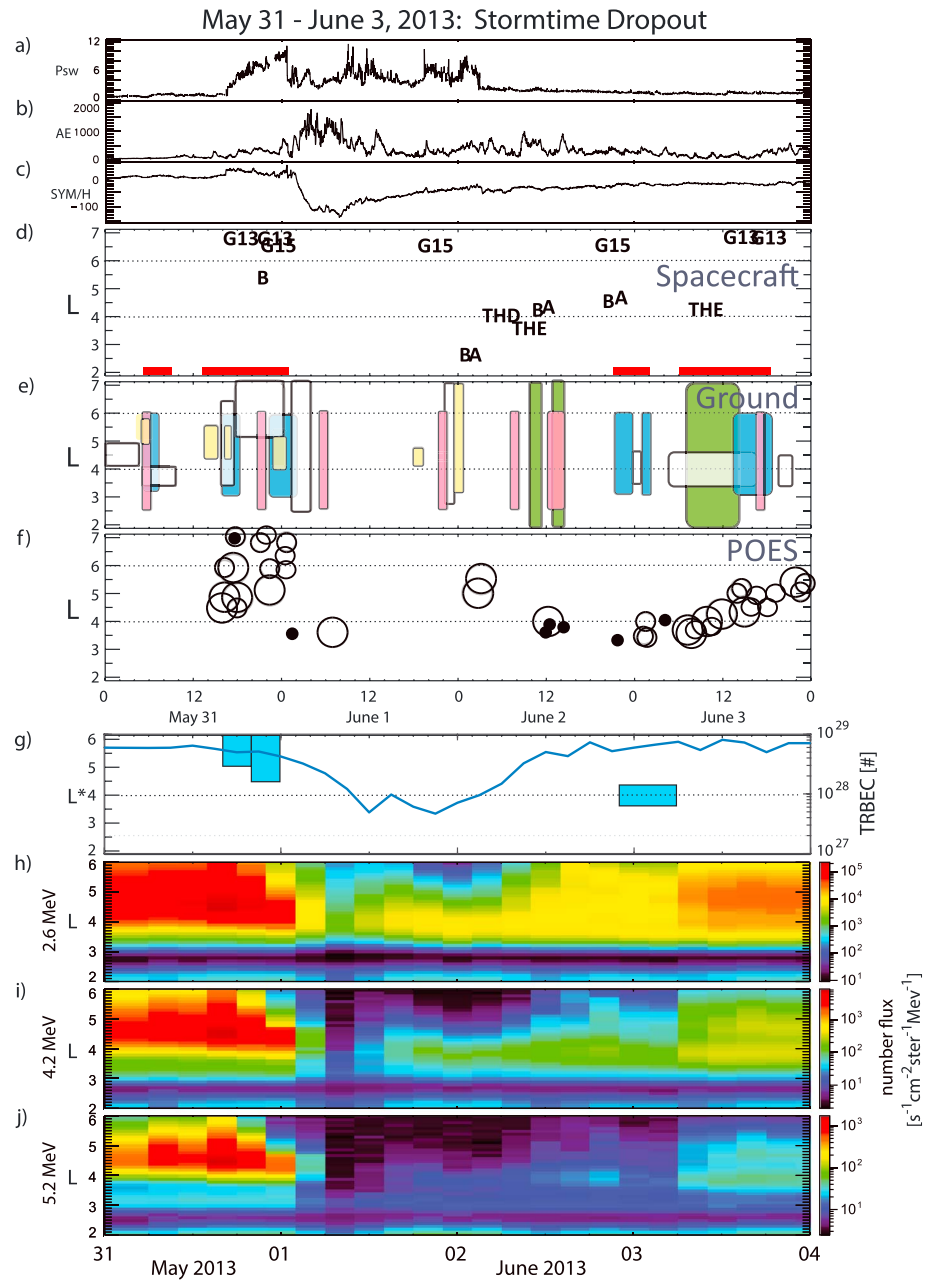 May 31 - June 3, 2013: Stormtime Dropout
a)
12
Psw
6
0
b)
2000
AE 1000
0
c)
0
SYM/H
-100
d)
7
G13 G13 G13 G13
G15 G15 G15
6
Spacecraft
B
5
BA
L
4
THD BA THE
THE
3
BA
2
e)
7
Ground
6
5
L
4
3
2
f)
7
POES
6
5
L
4
3
2
0 12 0 12 0 12 0 12 0
May 31 June 1 June 2 June 3
g)
6
10^29
5
L* 4
10^28
3
TRBEC [#]
2
10^27
h)
6
10^5
5
10^4
2.6 MeV
L 4
10^3
3
10^2
2
10^1
i)
6
5
10^3
4.2 MeV
L 4
10^2
3
10^1
2
number flux
[s^-1cm^-2ster^-1Mev^-1]
j)
6
10^3
5
5.2 MeV
L 4
10^2
3
10^1
2
31 01 02 03 04
May 2013 June 2013